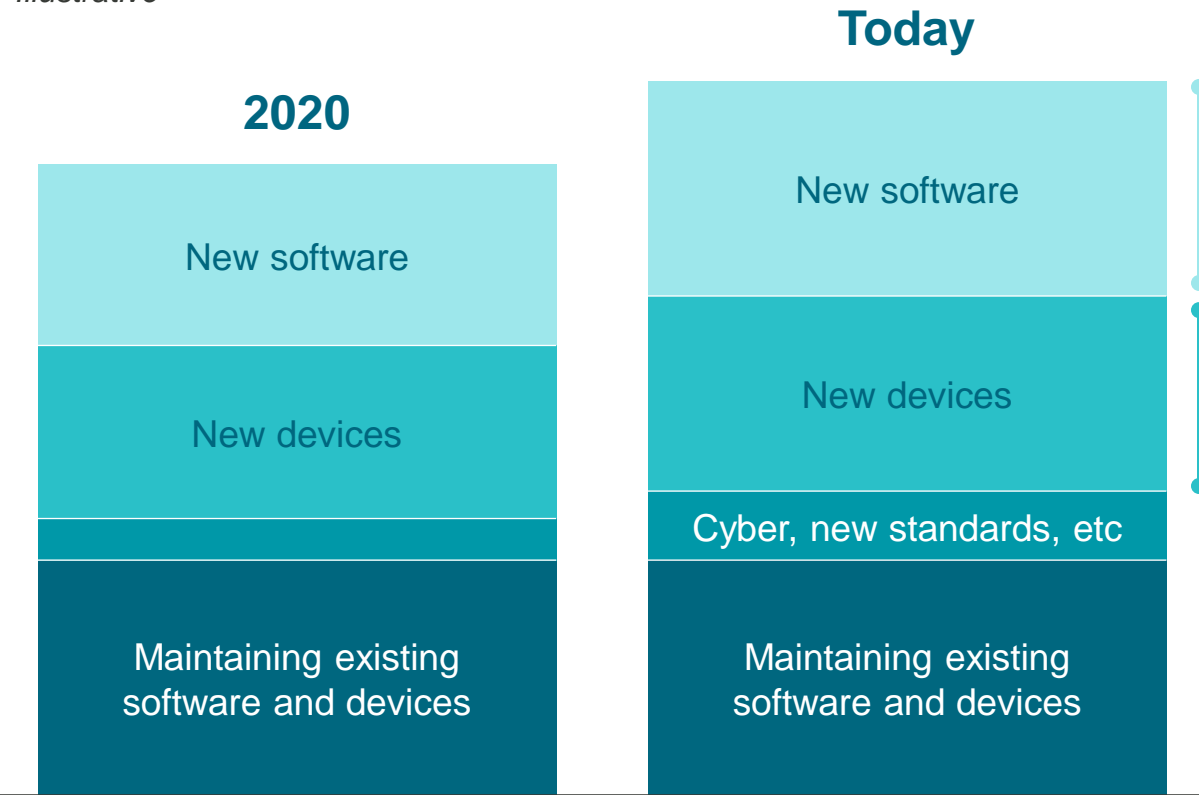 Illustrative
Today
2020
New software
New software
New devices
New devices
Cyber, new standards, etc
Maintaining existing
software and devices
Maintaining existing
software and devices